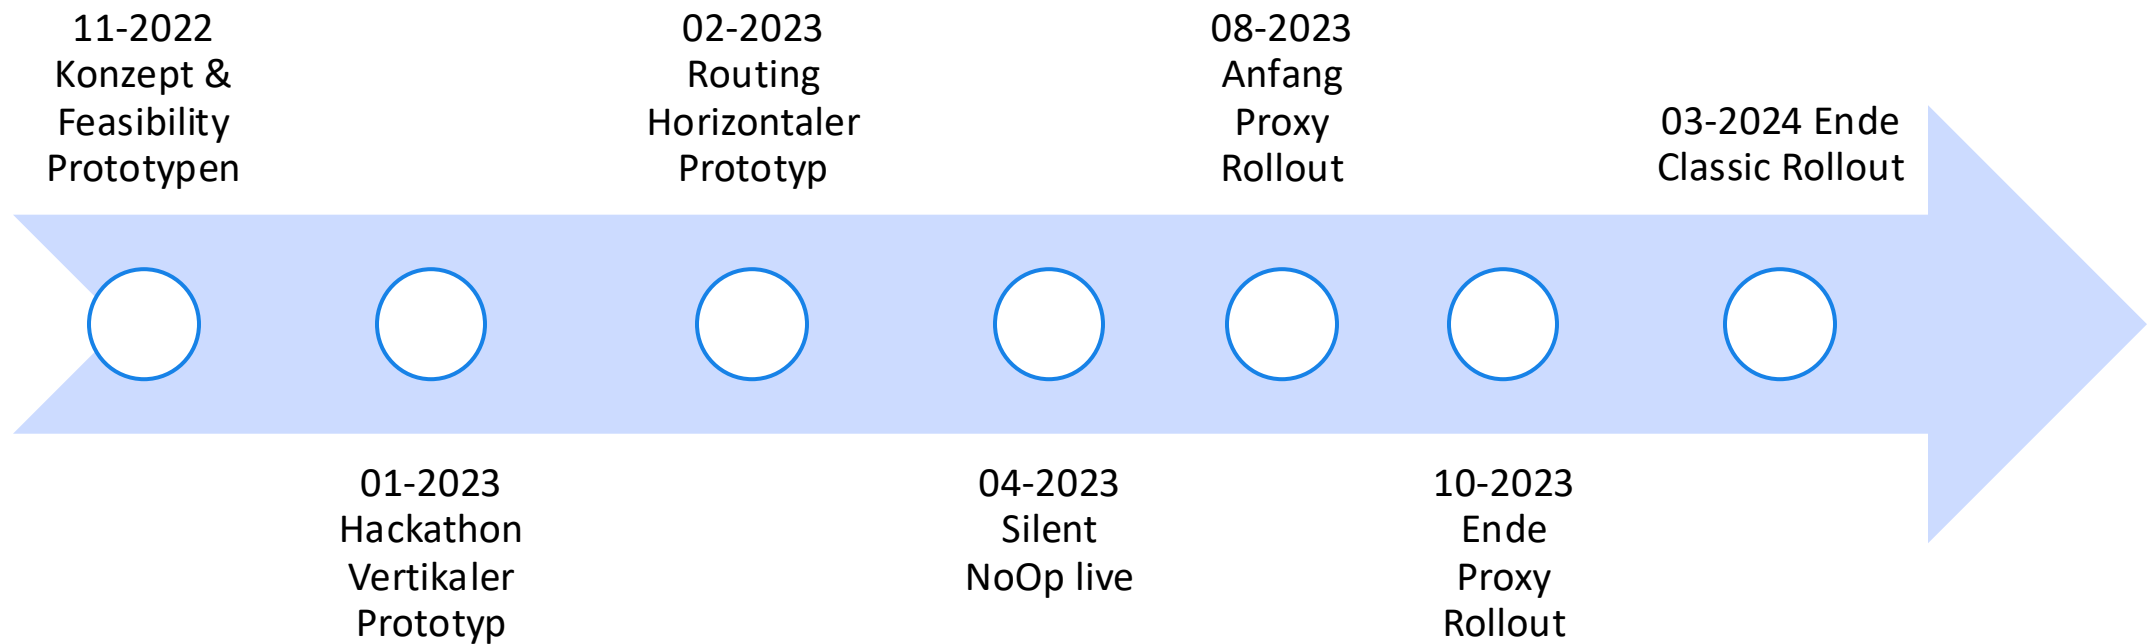 11-2022
Konzept &
Feasibility
Prototypen
01-2023
Hackathon
Vertikaler
Prototyp
02-2023
Routing
Horizontaler
Prototyp
04-2023
Silent
NoOp live
08-2023
Anfang
Proxy
Rollout
10-2023
Ende
Proxy
Rollout
03-2024 Ende
Classic Rollout